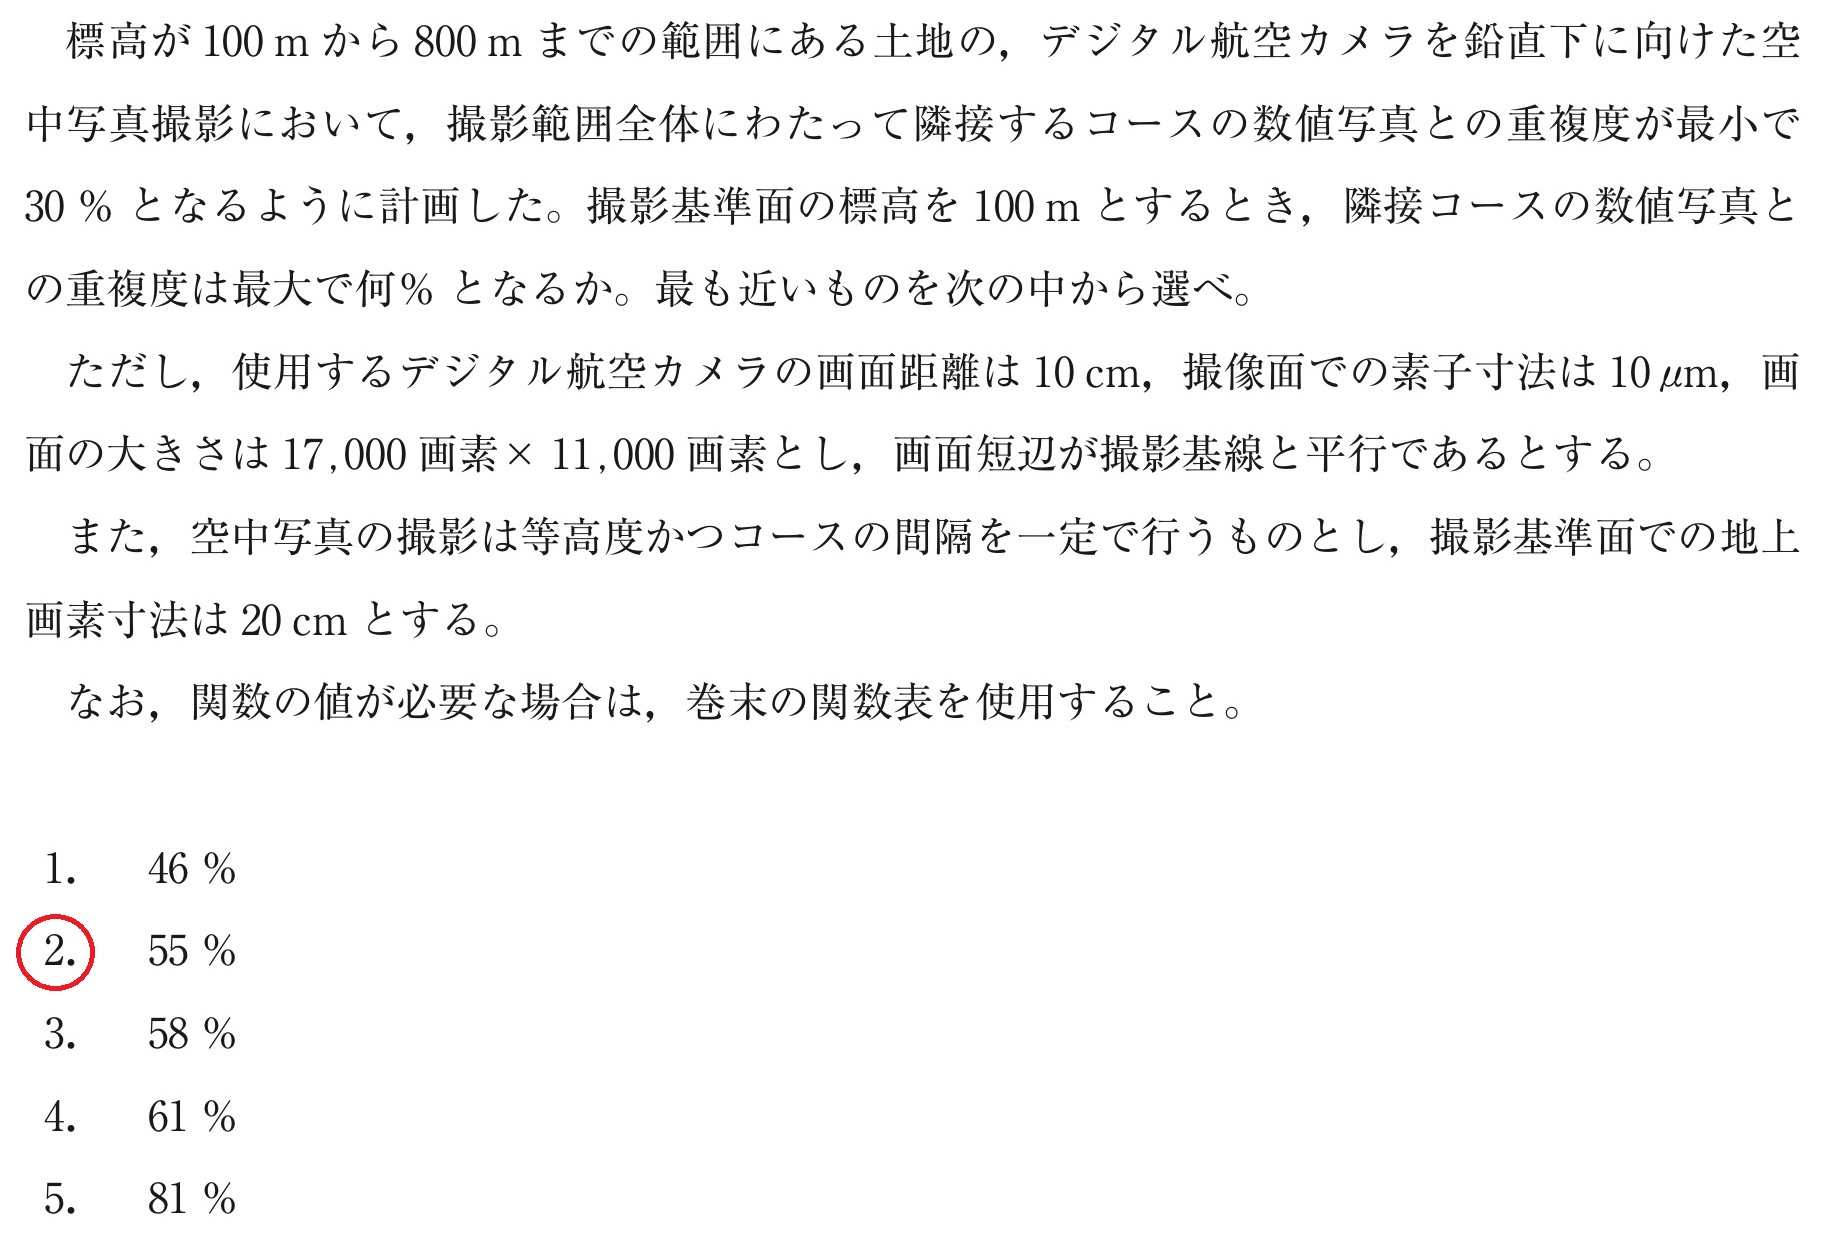 標高が 100 m から 800 m までの範囲にある土地の，デジタル航空カメラを鉛直下に向けた空
中写真撮影において，撮影範囲全体にわたって隣接するコースの数値写真との重複度が最小で
30 % となるように計画した。撮影基準面の標高を 100 m とするとき，隣接コースの数値写真と
の重複度は最大で何% となるか。最も近いものを次の中から選べ。
ただし，使用するデジタル航空カメラの画面距離は 10 cm，撮像面での素子寸法は 10 μm，画
面の大きさは 17,000 画素× 11,000 画素とし，画面短辺が撮影基線と平行であるとする。
また，空中写真の撮影は等高度かつコースの間隔を一定で行うものとし，撮影基準面での地上
画素寸法は 20 cm とする。
なお，関数の値が必要な場合は，巻末の関数表を使用すること。
1. 46 %
2. 55 %
3. 58 %
4. 61 %
5. 81 %